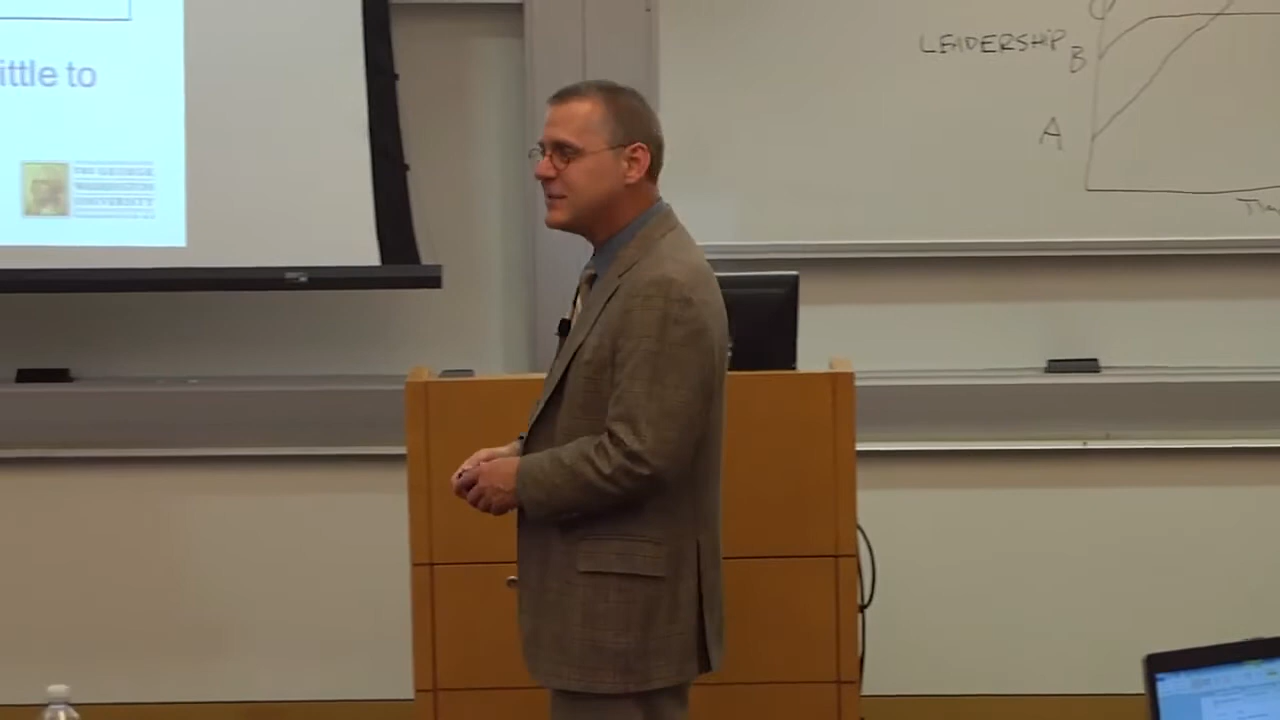 ittle to
THE GEORGE
WASHINGTON
UNIVERSITY
LEADERSHIP
B
A